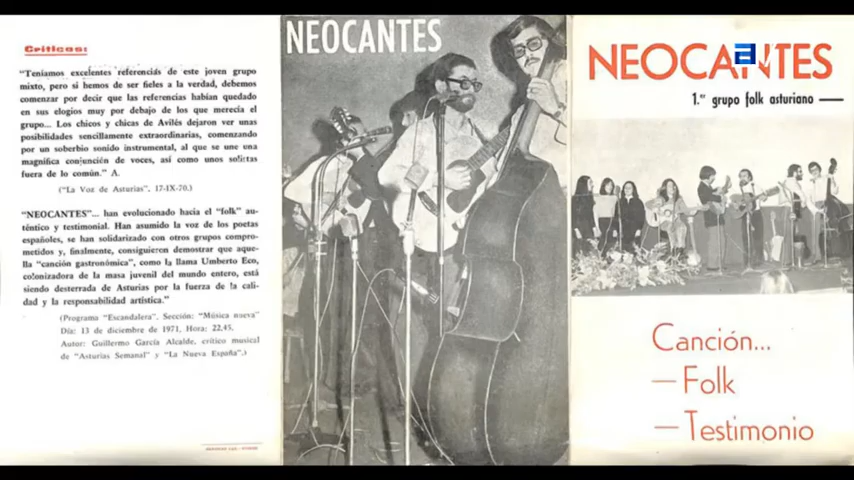 Críticas:
"Teníamos excelentes referencias de este joven grupo
mixto, pero si hemos de ser fieles a la verdad, debemos
comenzar por decir que las referencias habían quedado
en sus elogios muy por debajo de los que merecía el
grupo... Los chicos y chicas de Avilés dejaron ver unas
posibilidades sencillamente extraordinarias, comenzando
por un soberbio sonido instrumental, al que se une una
magnífica conjunción de voces, así como unos solistas
fuera de lo común." A.
("La Voz de Asturias", 17-IX-70.)
"NEOCANTES"... han evolucionado hacia el "folk" au-
téntico y testimonial. Han asumido la voz de los poetas
españoles, se han solidarizado con otros grupos compro-
metidos y, finalmente, consiguieron demostrar que aque-
lla "canción gastronómica", como la llama Umberto Eco,
colonizadora de la masa juvenil del mundo entero, está
siendo desterrada de Asturias por la fuerza de la cali-
dad y la responsabilidad artística."
(Programa "Escandalera". Sección: "Música nueva"
Día: 13 de diciembre de 1971, Hora: 22,45.
Autor: Guillermo García Alcalde, crítico musical
de "Asturias Semanal" y "La Nueva España".)
NEOCANTES
NEOCANTES
1.er grupo folk asturiano —
Canción...
— Folk
— Testimonio